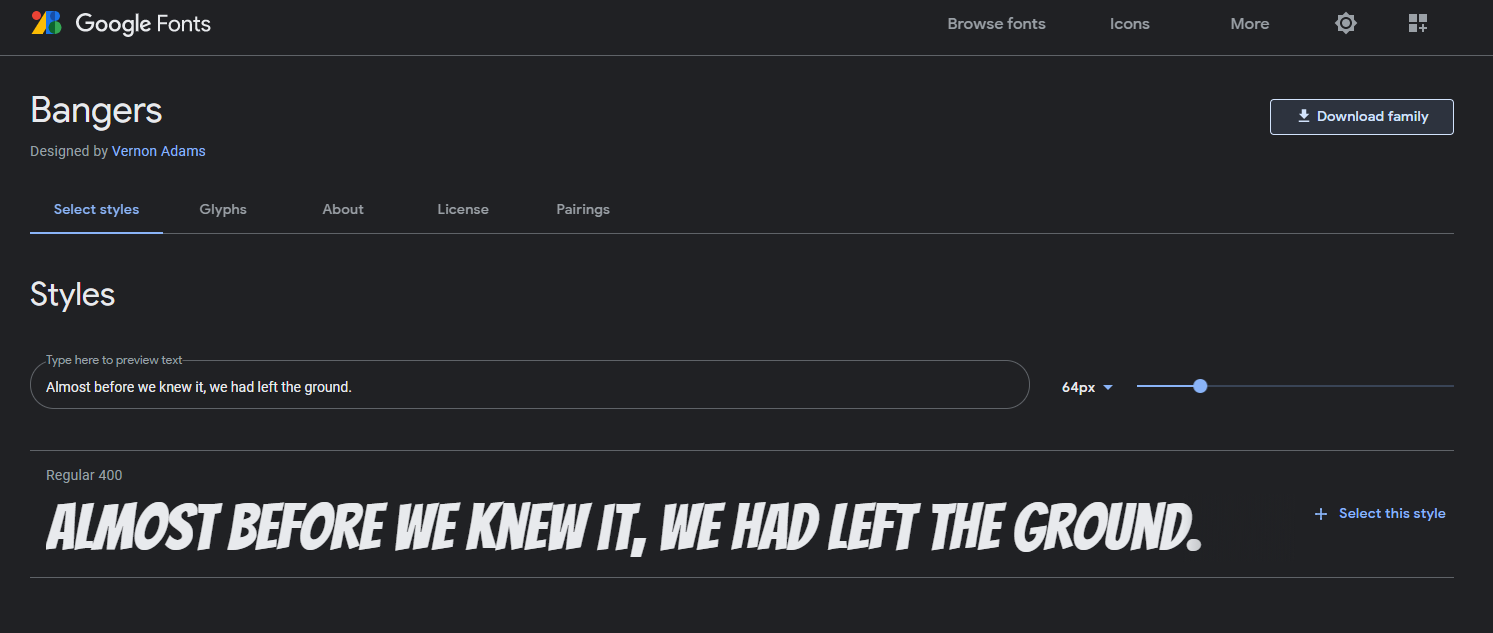 Google Fonts Browse fonts Icons More
Bangers
Download family
Designed by Vernon Adams
Select styles Glyphs About License Pairings
Styles
Type here to preview text
Almost before we knew it, we had left the ground.
64px
Regular 400
ALMOST BEFORE WE KNEW IT, WE HAD LEFT THE GROUND.
+ Select this style